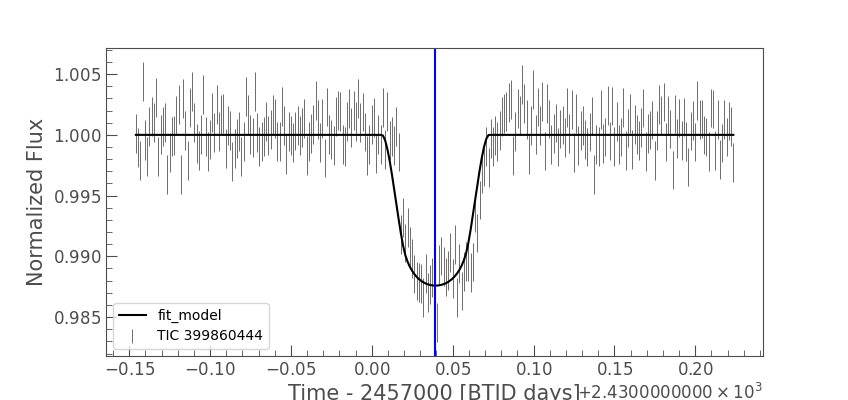 1.005
1.000
0.995
0.990
0.985
Normalized Flux
fit_model
TIC 399860444
−0.15 −0.10 −0.05 0.00 0.05 0.10 0.15 0.20
Time - 2457000 [BTJD days] +2.4300000000 × 10³